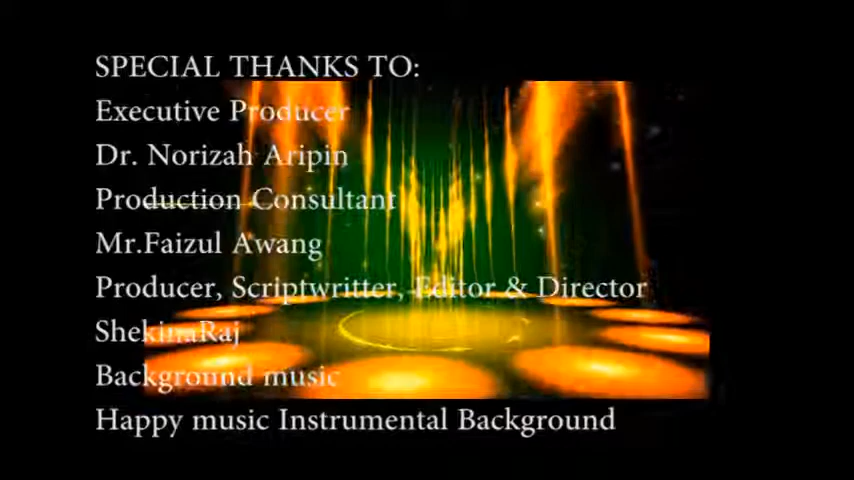 SPECIAL THANKS TO:
Executive Producer
Dr. Norizah Aripin
Production Consultant
Mr.Faizul Awang
Producer, Scriptwritter, Editor & Director
ShekinaRaj
Background music
Happy music Instrumental Background